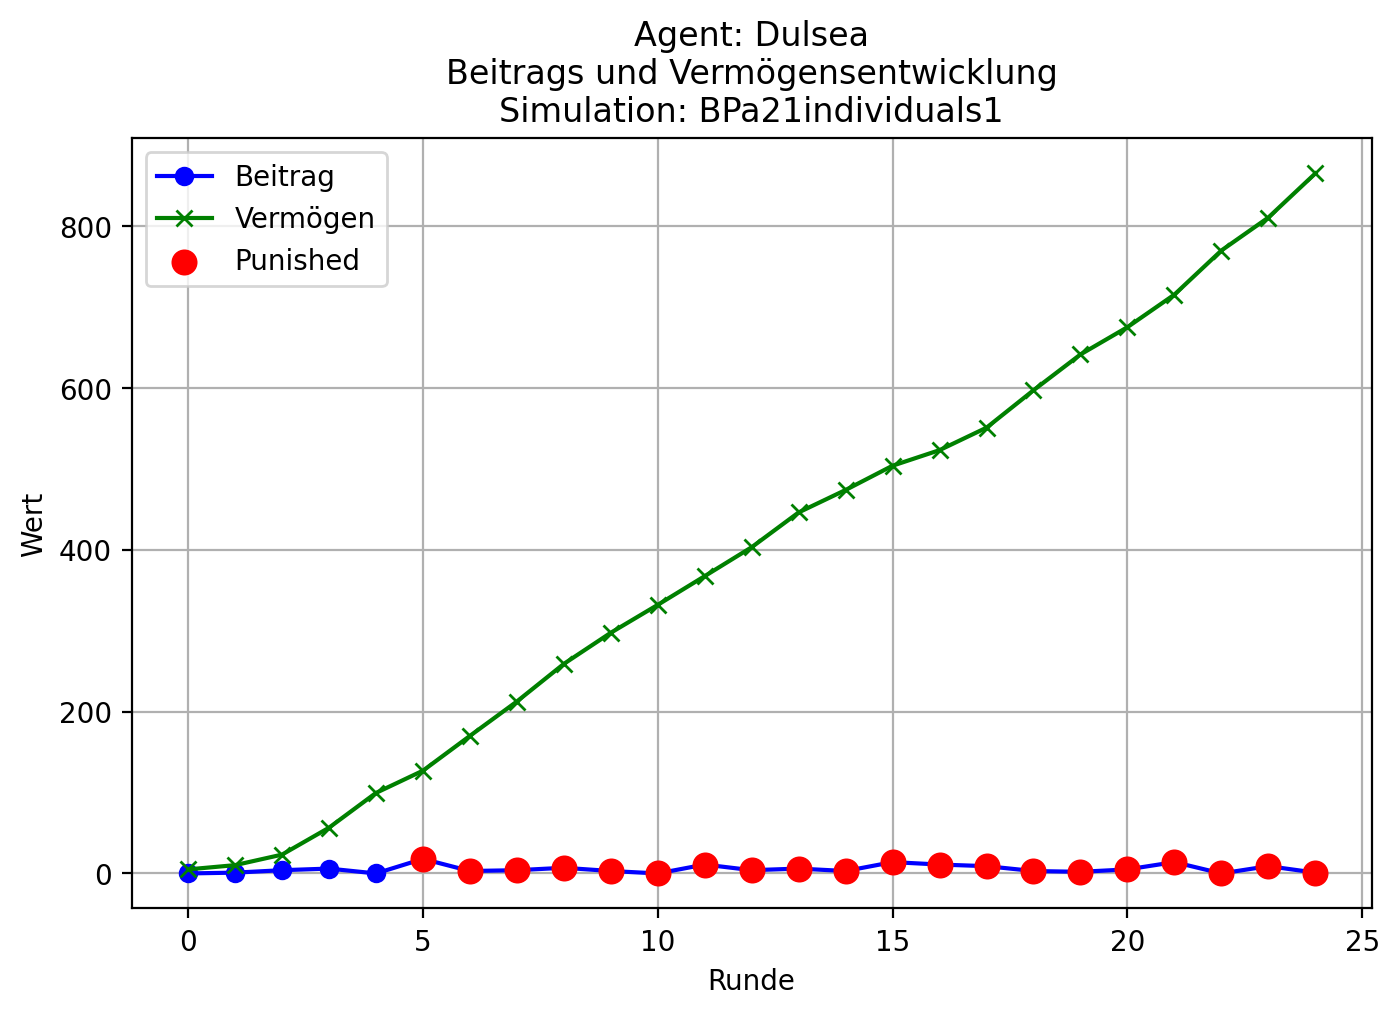 Agent: Dulsea
Beitrags und Vermögensentwicklung
Simulation: BPa21individuals1
Beitrag
Vermögen
Punished
800
600
400
200
0
Wert
0 5 10 15 20 25
Runde